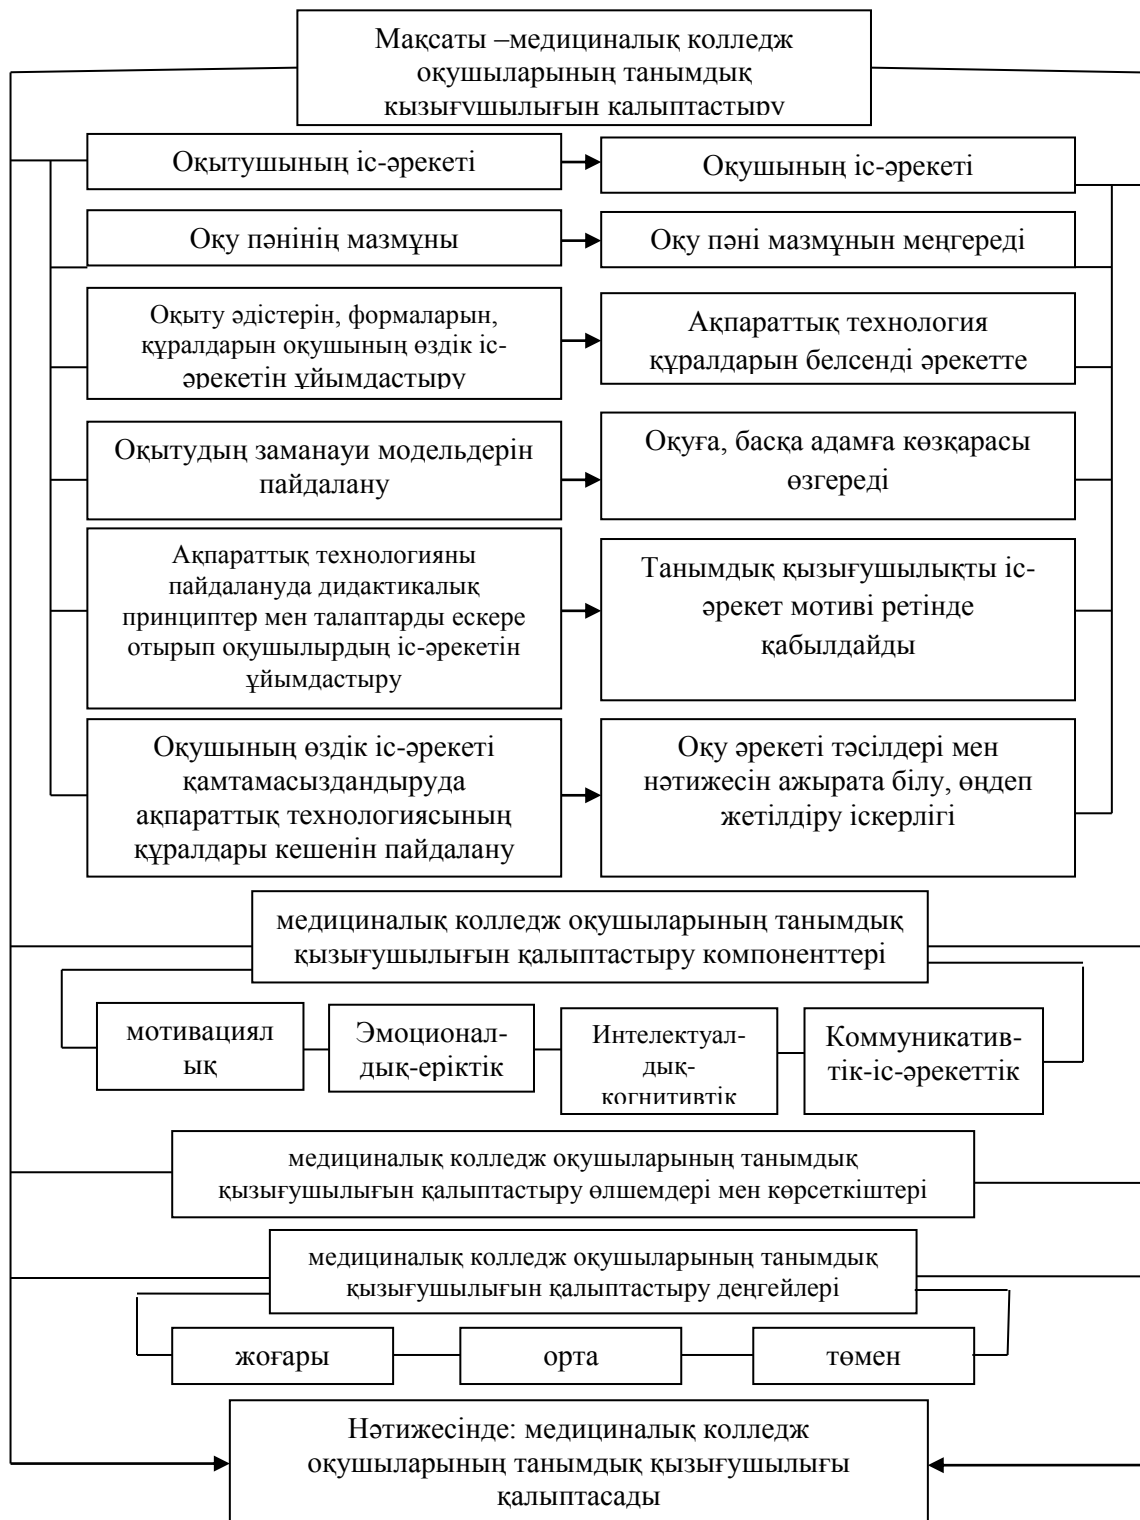 Мақсаты –медициналық колледж
оқушыларының танымдық
қызығушылығын қалыптастыру
Оқытушының іс-әрекеті
Оқушының іс-әрекеті
Оқу пәнінің мазмұны
Оқу пәні мазмұнын меңгереді
Оқыту әдістерін, формаларын,
құралдарын оқушының өздік іс-
әрекетін ұйымдастыру
Ақпараттық технология
құралдарын белсенді әрекетте
Оқытудың заманауи модельдерін
пайдалану
Оқуға, басқа адамға көзқарасы
өзгереді
Ақпараттық технологияны
пайдалануда дидактикалық
принциптер мен талаптарды ескере
отырып оқушылырдың іс-әрекетін
ұйымдастыру
Танымдық қызығушылықты іс-
әрекет мотиві ретінде
қабылдайды
Оқушының өздік іс-әрекеті
қамтамасыздандыруда
ақпараттық технологиясының
құралдары кешенін пайдалану
Оқу әрекеті тәсілдері мен
нәтижесін ажырата білу, өңдеп
жетілдіру іскерлігі
медициналық колледж оқушыларының танымдық
қызығушылығын қалыптастыру компоненттері
мотивациял
ық
Эмоционал-
дық-еріктік
Интелектуал-
дық-
когнитивтік
Коммуникатив-
тік-іс-әрекеттік
медициналық колледж оқушыларының танымдық
қызығушылығын қалыптастыру өлшемдері мен көрсеткіштері
медициналық колледж оқушыларының танымдық
қызығушылығын қалыптастыру деңгейлері
жоғары
орта
төмен
Нәтижесінде: медициналық колледж
оқушыларының танымдық қызығушылығы
қалыптасады